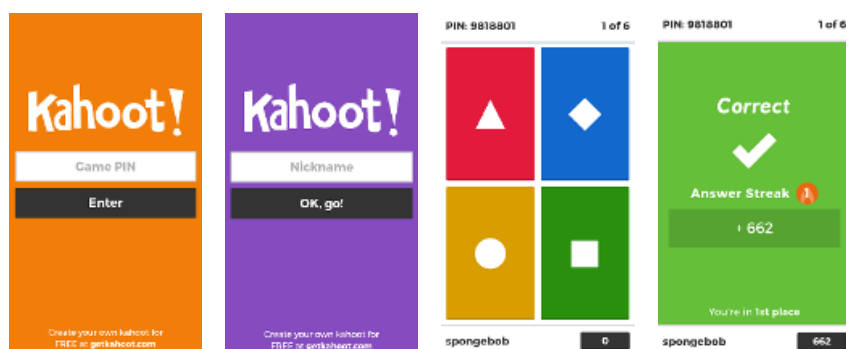 Kahoot!
Game PIN
Enter
Create your own kahoot for
FREE at getkahoot.com
Kahoot!
Nickname
OK, go!
Create your own kahoot for
FREE at getkahoot.com
PIN: 9818801 1 of 6
spongebob 0
PIN: 9818801 1 of 6
Correct
Answer Streak 1
+ 662
You're in 1st place
spongebob 662